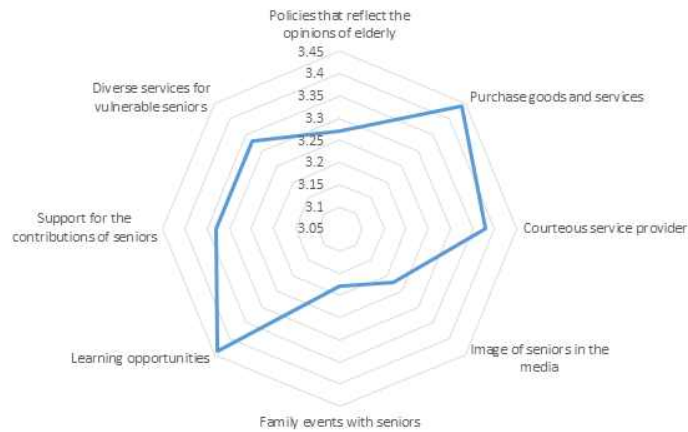 Policies that reflect the
opinions of elderly
3.45
3.4
3.35
3.3
3.25
3.2
3.15
3.1
3.05
Purchase goods and services
Courteous service provider
Image of seniors in the
media
Family events with seniors
Learning opportunities
Support for the
contributions of seniors
Diverse services for
vulnerable seniors